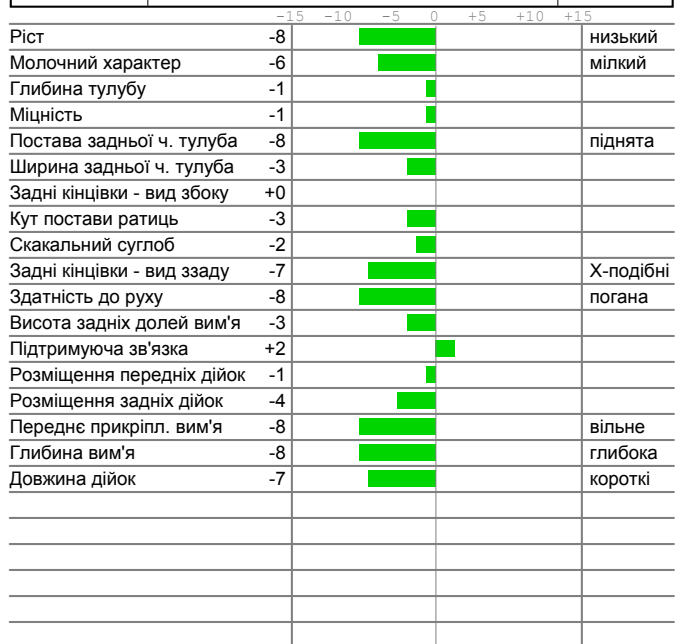 -15 -10 -5 0 +5 +10 +15
Ріст -8 низький
Молочний характер -6 мілкий
Глибина тулубу -1
Міцність -1
Постава задньої ч. тулуба -8 піднята
Ширина задньої ч. тулуба -3
Задні кінцівки - вид збоку +0
Кут постави ратиць -3
Скакальний суглоб -2
Задні кінцівки - вид ззаду -7 Х-подібні
Здатність до руху -8 погана
Висота задніх долей вим'я -3
Підтримуюча зв'язка +2
Розміщення передніх дійок -1
Розміщення задніх дійок -4
Переднє прикріпл. вим'я -8 вільне
Глибина вим'я -8 глибока
Довжина дійок -7 короткі